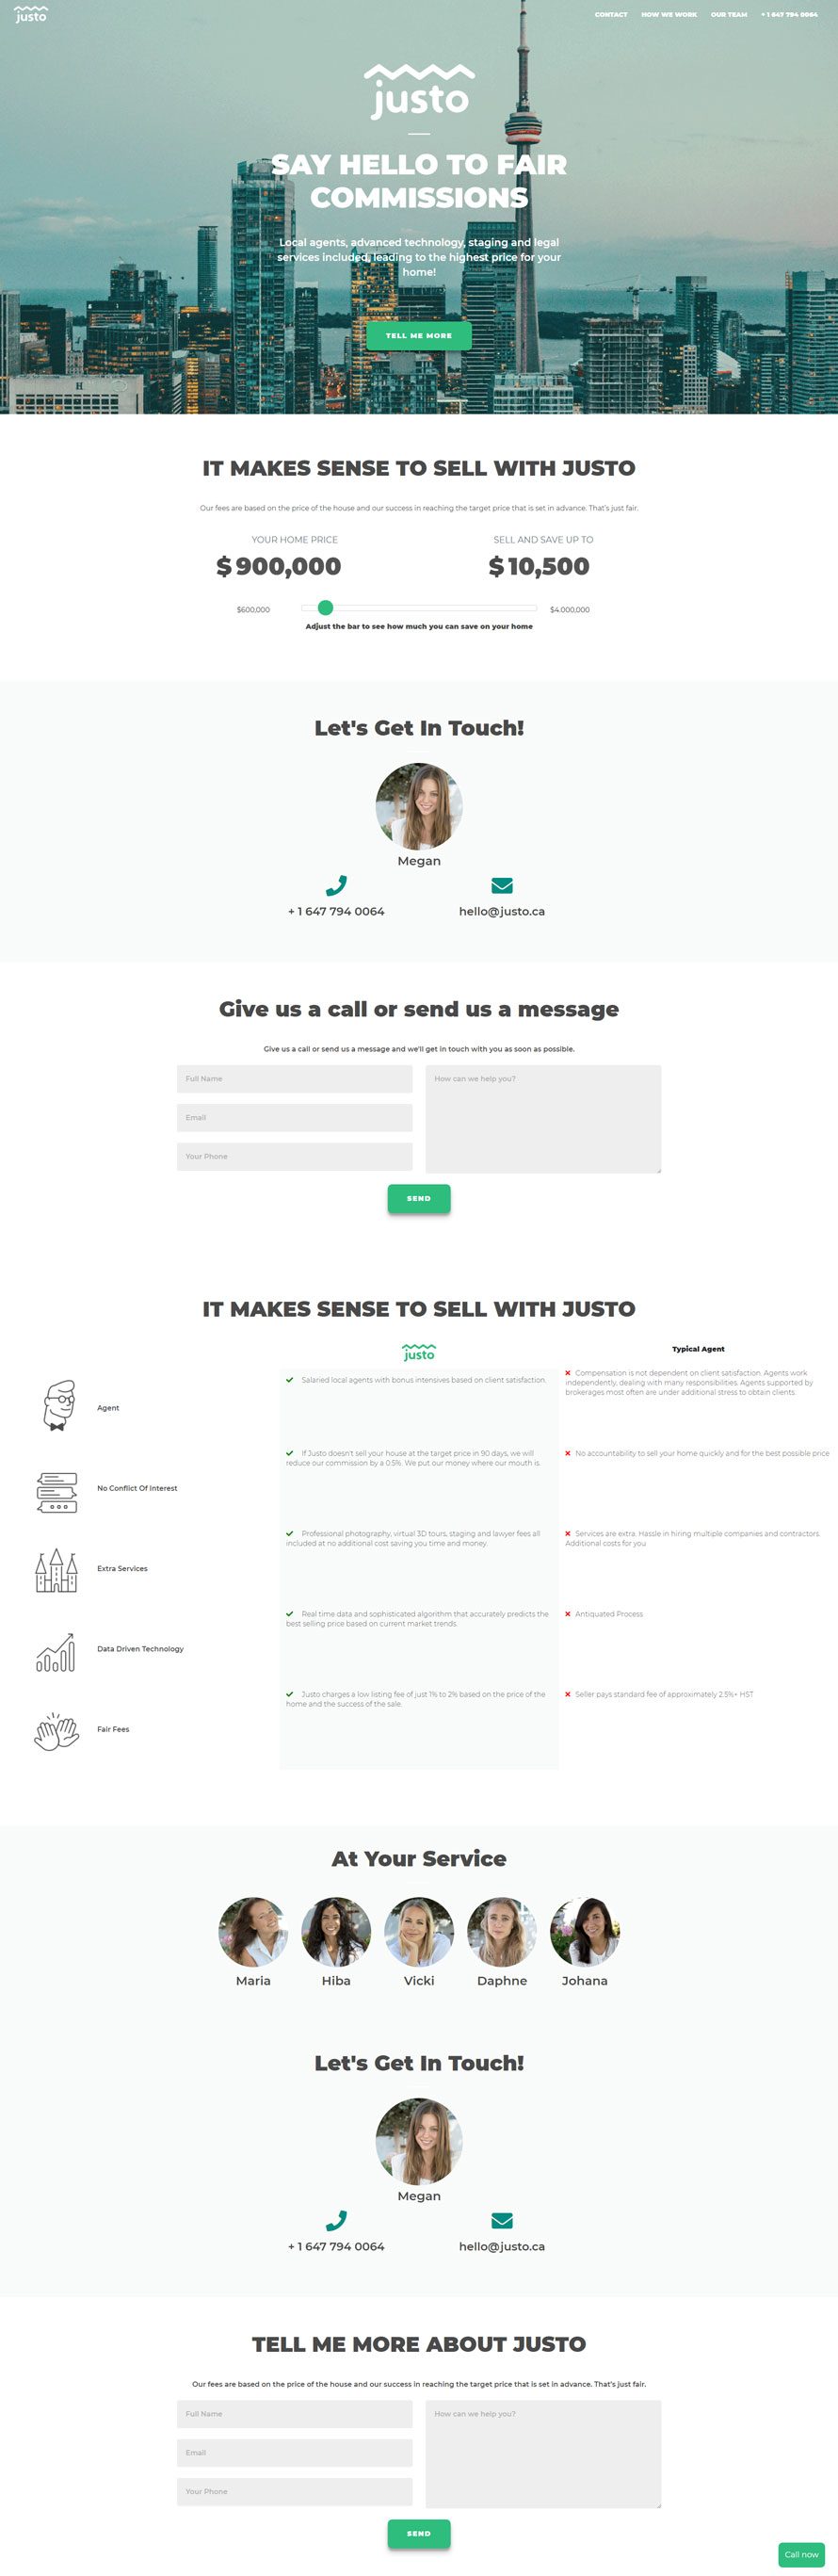 justo
CONTACT HOW WE WORK OUR TEAM + 1 647 794 0064
justo
SAY HELLO TO FAIR
COMMISSIONS
Local agents, advanced technology, staging and legal
services included, leading to the highest price for your
home!
TELL ME MORE
H
IT MAKES SENSE TO SELL WITH JUSTO
Our fees are based on the price of the house and our success in reaching the target price that is set in advance. That's just fair.
YOUR HOME PRICE
$ 900,000
SELL AND SAVE UP TO
$ 10,500
$600,000
$4.000,000
Adjust the bar to see how much you can save on your home
Let's Get In Touch!
Megan
+ 1 647 794 0064
hello@justo.ca
Give us a call or send us a message
Give us a call or send us a message and we'll get in touch with you as soon as possible.
Full Name
Email
Your Phone
How can we help you?
SEND
IT MAKES SENSE TO SELL WITH JUSTO
justo
Typical Agent
Agent
Salaried local agents with bonus intensives based on client satisfaction.
Compensation is not dependent on client satisfaction. Agents work
independently, dealing with many responsibilities. Agents supported by
brokerages most often are under additional stress to obtain clients.
No Conflict Of Interest
If Justo doesn't sell your house at the target price in 90 days, we will
reduce our commission by a 0.5%. We put our money where our mouth is.
No accountability to sell your home quickly and for the best possible price
Extra Services
Professional photography, virtual 3D tours, staging and lawyer fees all
included at no additional cost saving you time and money.
Services are extra. Hassle in hiring multiple companies and contractors.
Additional costs for you
Data Driven Technology
Real time data and sophisticated algorithm that accurately predicts the
best selling price based on current market trends.
Antiquated Process
Fair Fees
Justo charges a low listing fee of just 1% to 2% based on the price of the
home and the success of the sale.
Seller pays standard fee of approximately 2.5%+ HST
At Your Service
Maria
Hiba
Vicki
Daphne
Johana
Let's Get In Touch!
Megan
+ 1 647 794 0064
hello@justo.ca
TELL ME MORE ABOUT JUSTO
Our fees are based on the price of the house and our success in reaching the target price that is set in advance. That's just fair.
Full Name
Email
Your Phone
How can we help you?
SEND
Call now